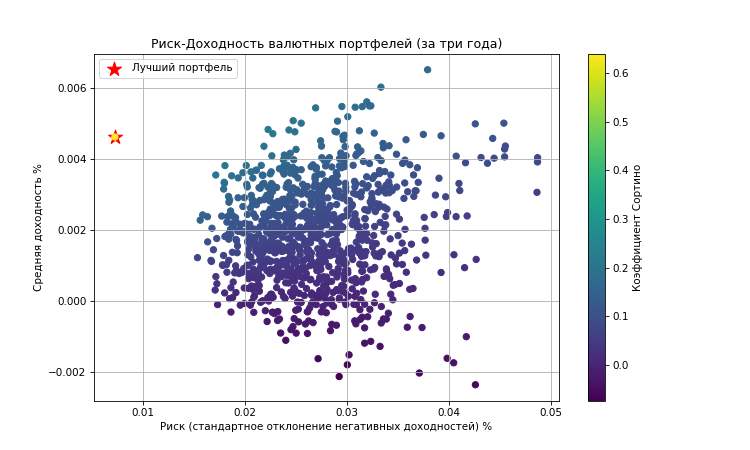 Риск-Доходность валютных портфелей (за три года)
Лучший портфель
0.006
0.004
0.002
0.000
−0.002
Средняя доходность %
0.01 0.02 0.03 0.04 0.05
Риск (стандартное отклонение негативных доходностей) %
0.6
0.5
0.4
0.3
0.2
0.1
0.0
Коэффициент Сортино